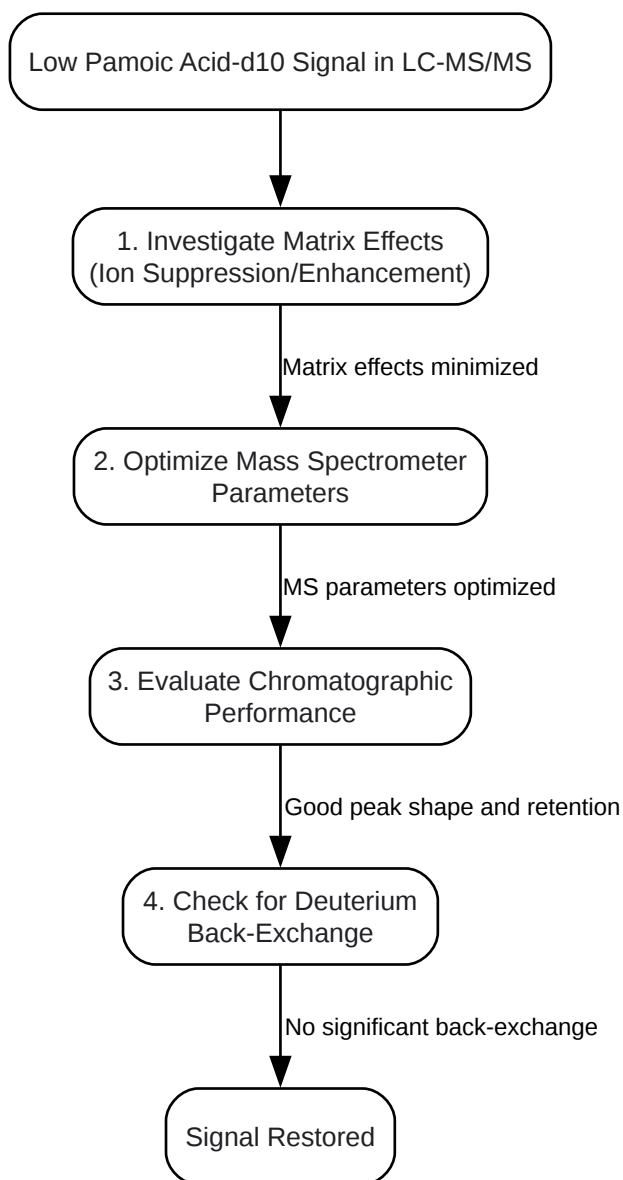 Low Pamoic Acid-d10 Signal in LC-MS/MS
1. Investigate Matrix Effects
(Ion Suppression/Enhancement)
Matrix effects minimized
2. Optimize Mass Spectrometer
Parameters
MS parameters optimized
3. Evaluate Chromatographic
Performance
Good peak shape and retention
4. Check for Deuterium
Back-Exchange
No significant back-exchange
Signal Restored